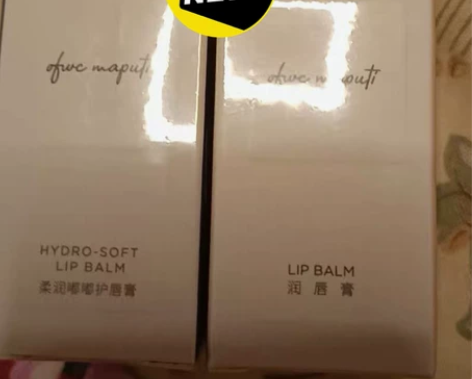 NEW
ofwc maputi
HYDRO-SOFT
LIP BALM
柔润嘟嘟护唇膏
ofwc maputi
LIP BALM
润唇膏